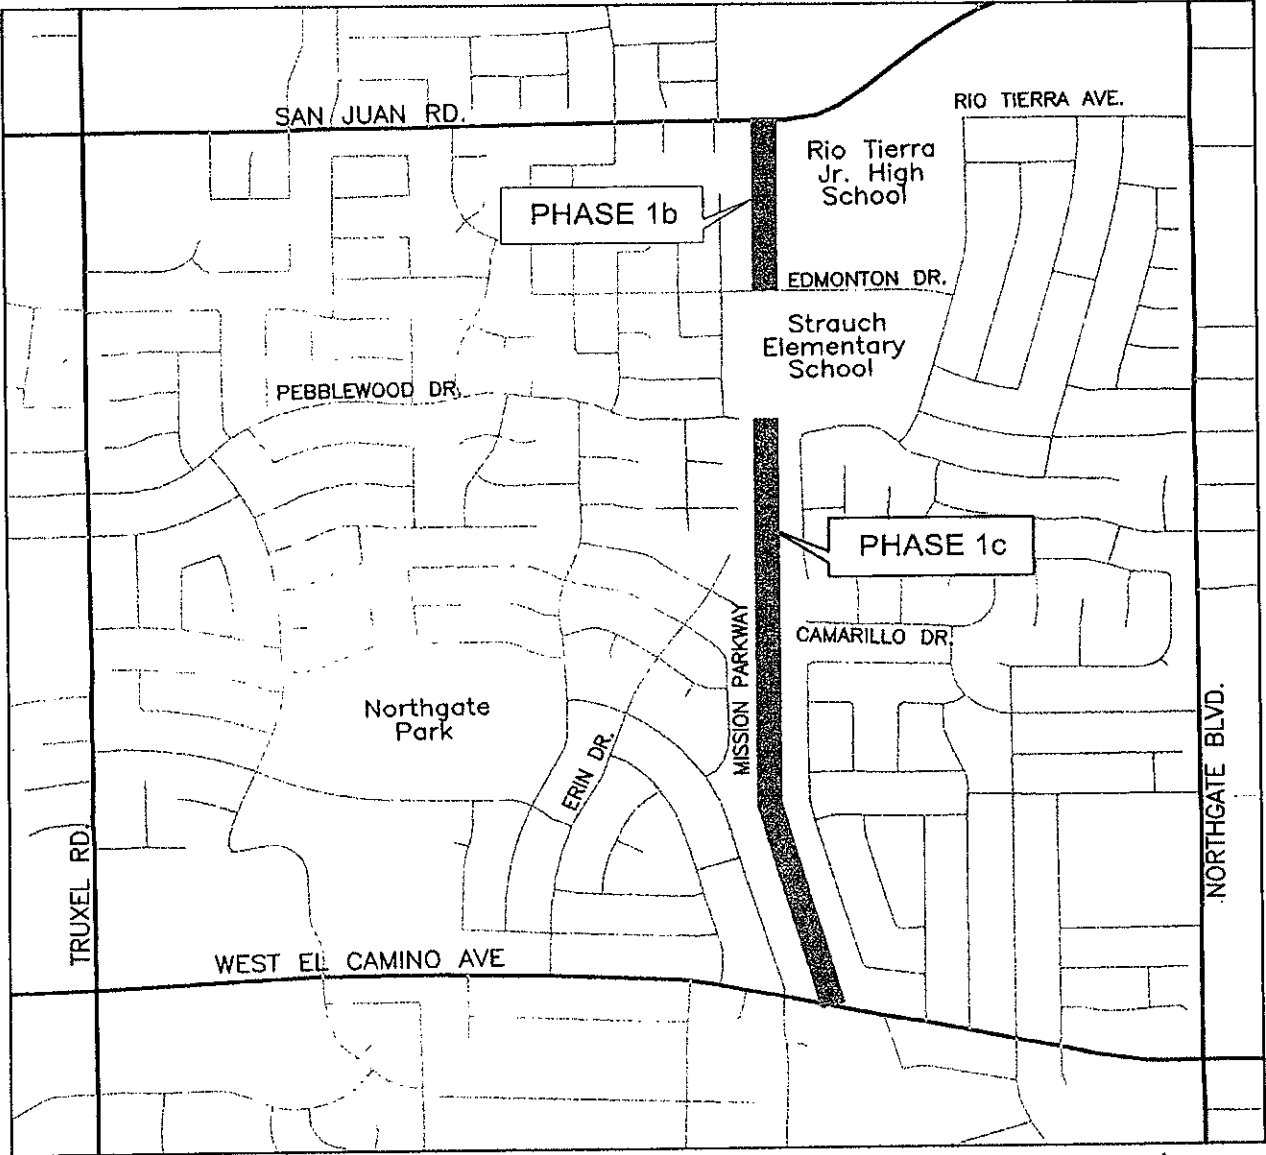 SAN JUAN RD.
RIO TIERRA AVE.
Rio Tierra
Jr. High
School
PHASE 1b
EDMONTON DR.
Strauch
Elementary
School
PEBBLEWOOD DR.
PHASE 1c
MISSION PARKWAY
CAMARILLO DR
Northgate
Park
ERIN DR.
NORTHGATE BLVD.
TRUXEL RD.
WEST EL CAMINO AVE